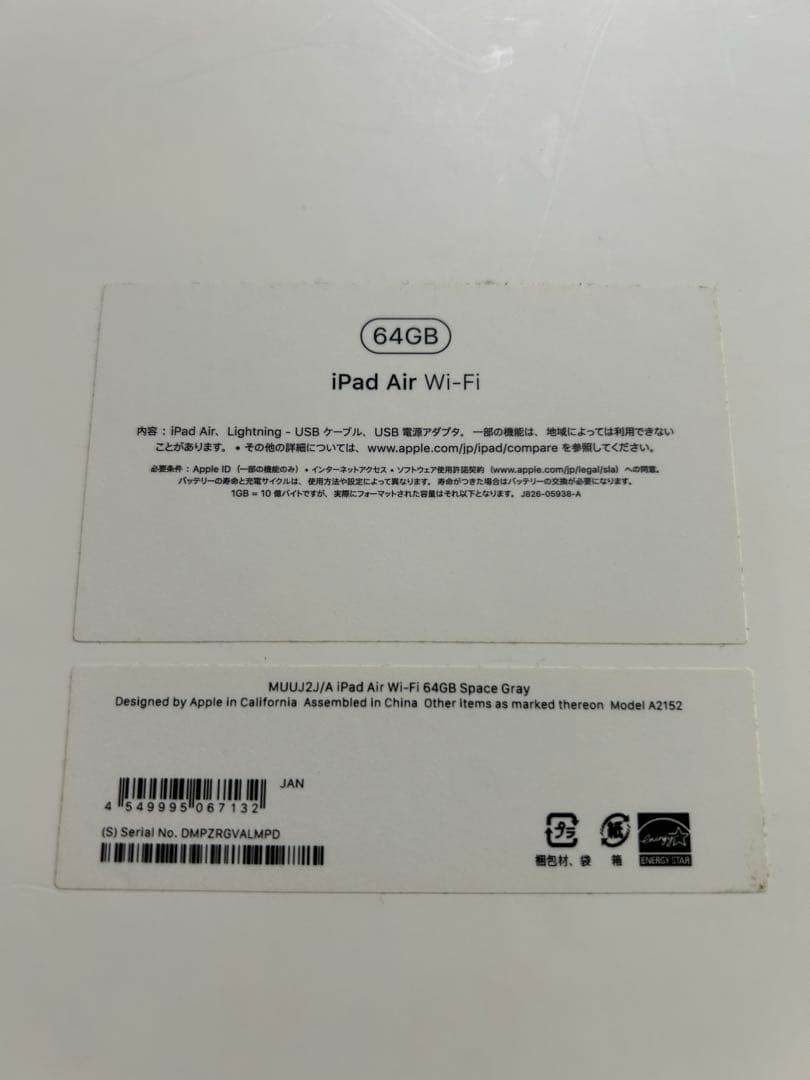 64GB
iPad Air Wi-Fi
内容：iPad Air、Lightning - USB ケーブル、USB 電源アダプタ。一部の機能は、地域によっては利用できない
ことがあります。• その他の詳細については、www.apple.com/jp/ipad/compare を参照してください。
必要条件：Apple ID（一部の機能のみ）• インターネットアクセス • ソフトウェア使用許諾契約（www.apple.com/jp/legal/sla）への同意。
バッテリーの寿命と充電サイクルは、使用方法や設定によって異なります。寿命がつきた場合はバッテリーの交換が必要になります。
1GB = 10 億バイトですが、実際にフォーマットされた容量はそれ以下となります。J826-05938-A
MUUJ2J/A iPad Air Wi-Fi 64GB Space Gray
Designed by Apple in California Assembled in China Other items as marked thereon Model A2152
JAN
4 549995 067132
(S) Serial No. DMPZRGVALMPD
プラ
紙
energy
ENERGY STAR
梱包材、袋
箱